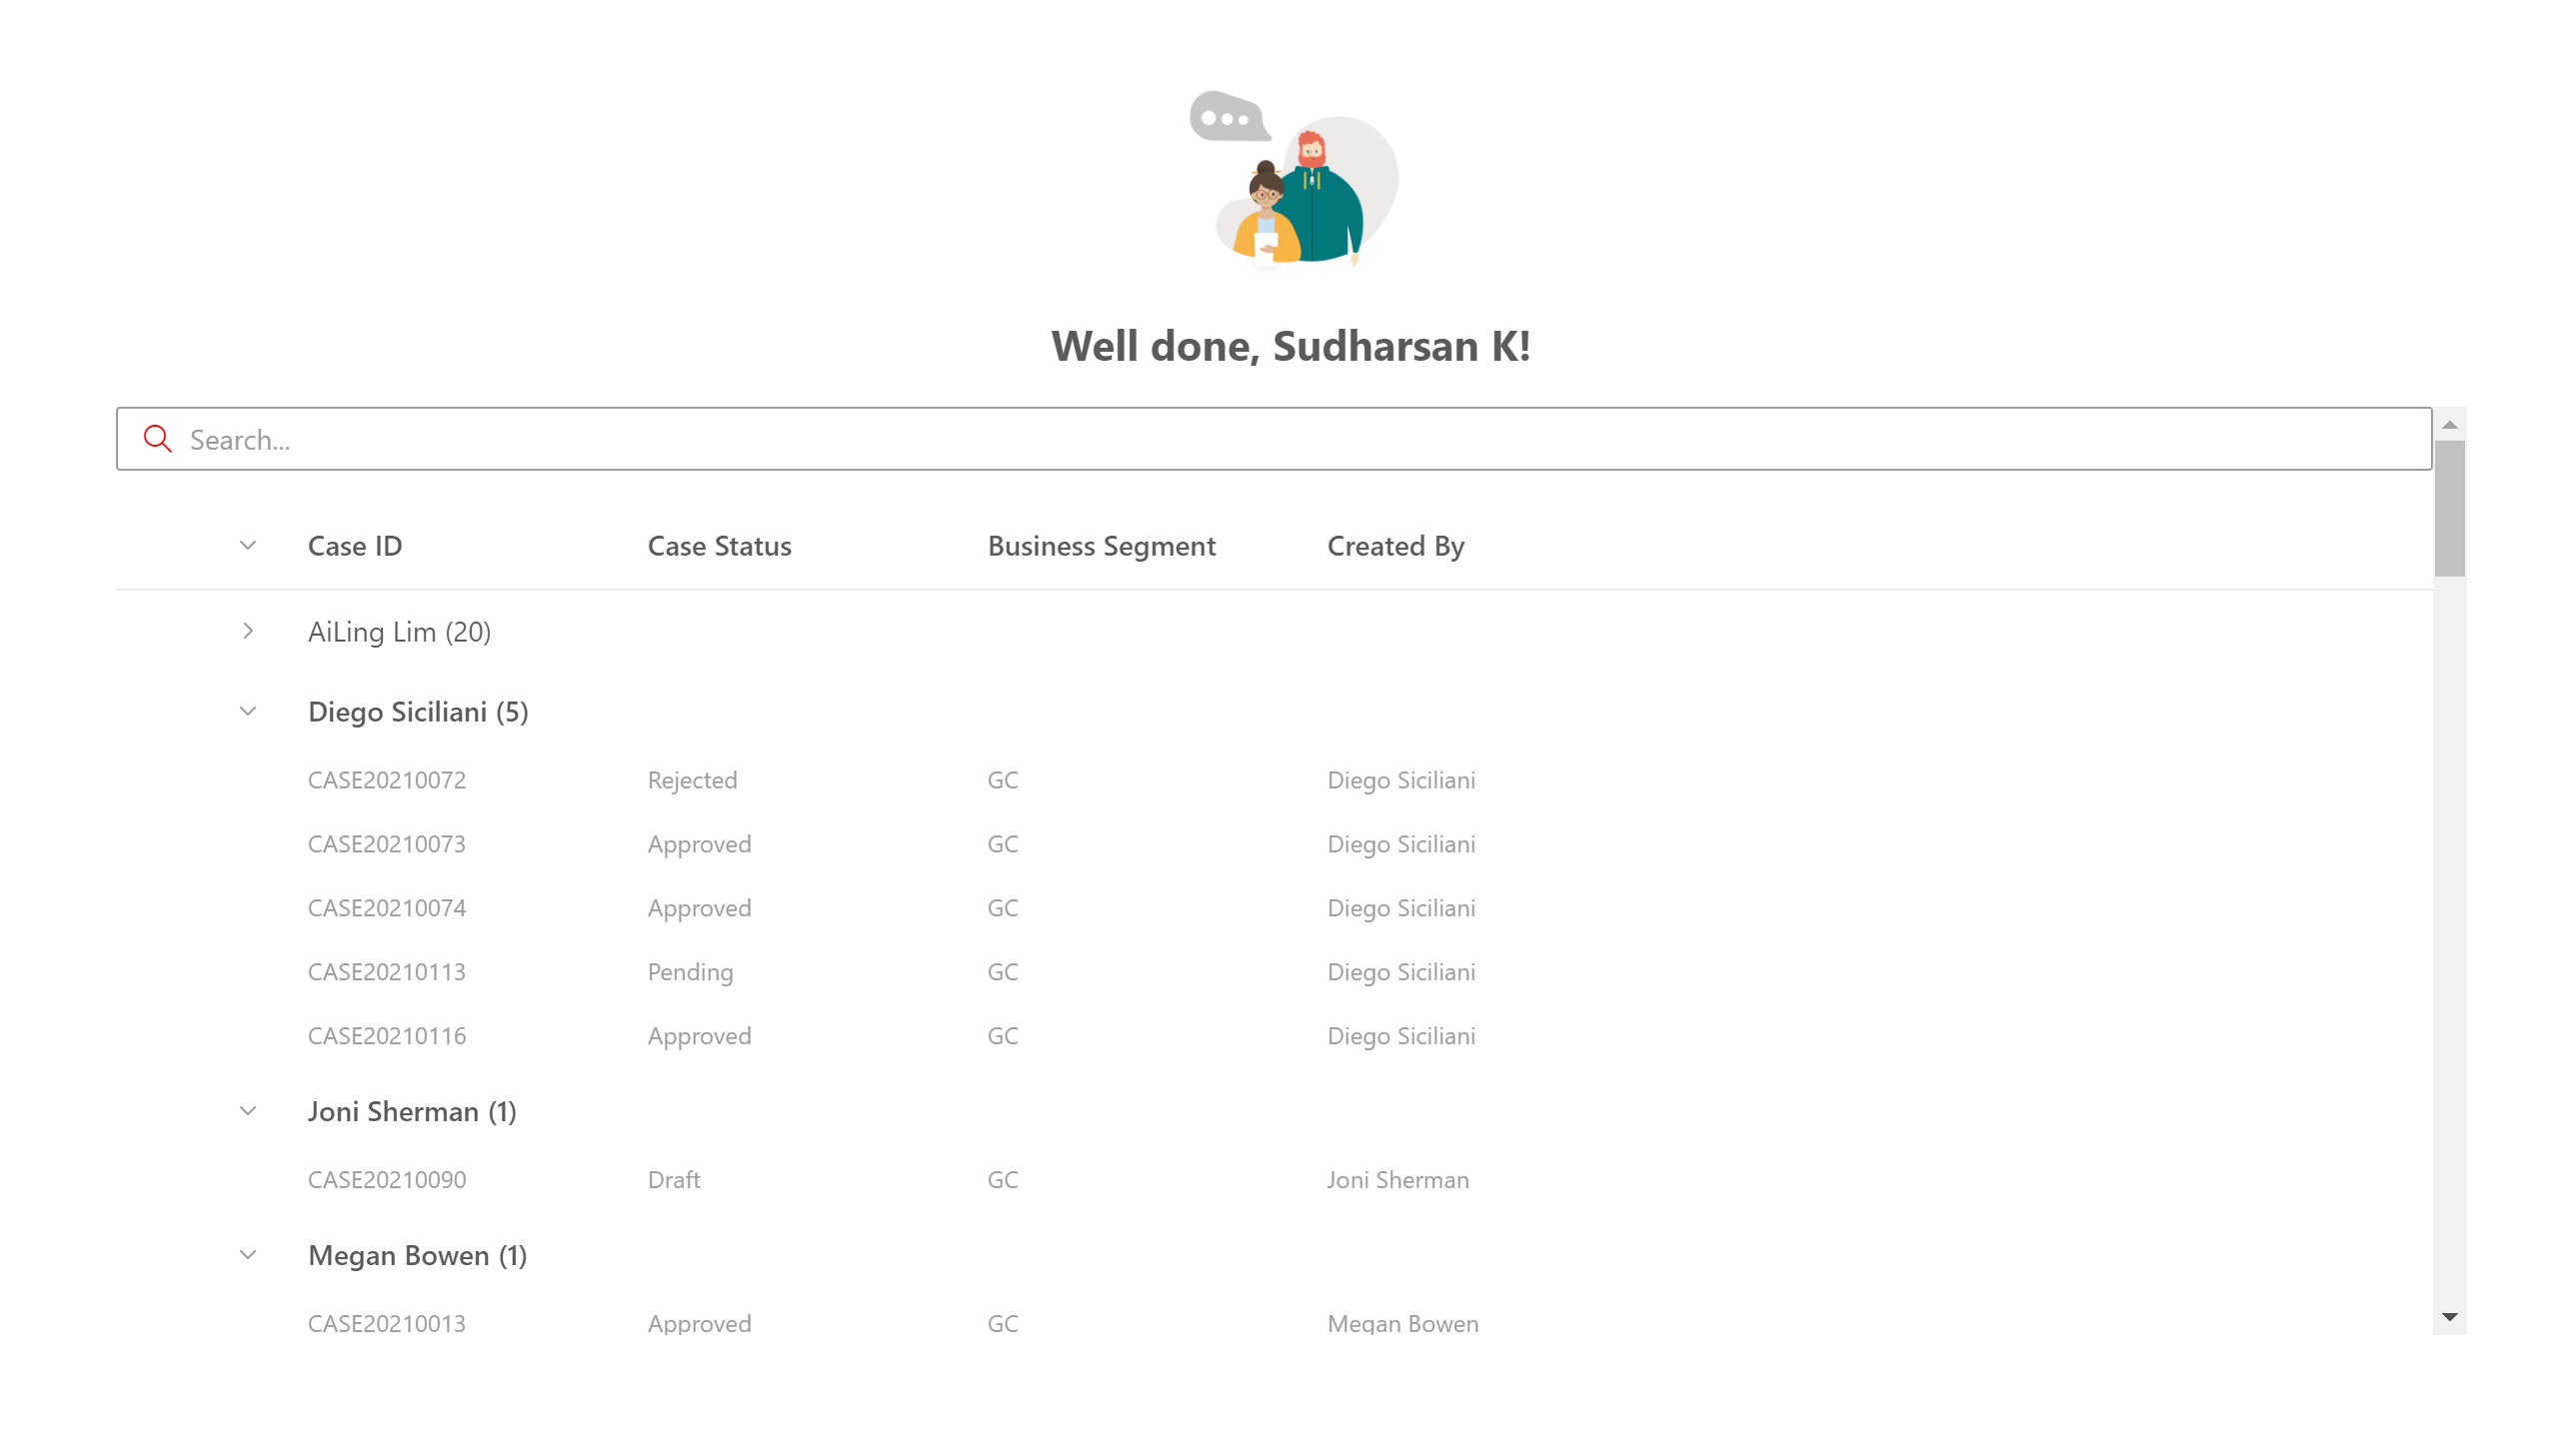 Well done, Sudharsan K!
Search...
Case ID Case Status Business Segment Created By
AiLing Lim (20)
Diego Siciliani (5)
CASE20210072 Rejected GC Diego Siciliani
CASE20210073 Approved GC Diego Siciliani
CASE20210074 Approved GC Diego Siciliani
CASE20210113 Pending GC Diego Siciliani
CASE20210116 Approved GC Diego Siciliani
Joni Sherman (1)
CASE20210090 Draft GC Joni Sherman
Megan Bowen (1)
CASE20210013 Approved GC Megan Bowen